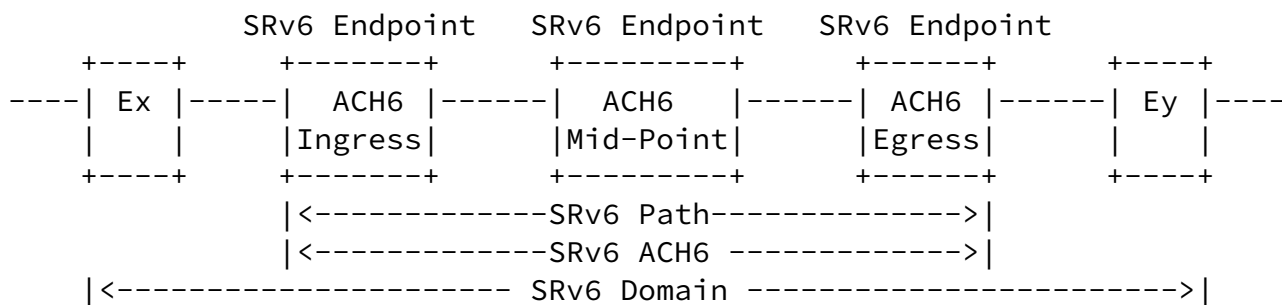 SRv6 Endpoint   SRv6 Endpoint   SRv6 Endpoint
+----+     +-------+      +---------+      +------+      +----+
----| Ex |-----|  ACH6 |------|  ACH6   |------| ACH6 |------| Ey |----
|    |     |Ingress|      |Mid-Point|      |Egress|      |    |
+----+     +-------+      +---------+      +------+      +----+
|<-------------SRv6 Path-------------->|
|<-------------SRv6 ACH6 ------------->|
|<---------------------- SRv6 Domain ------------------------->|